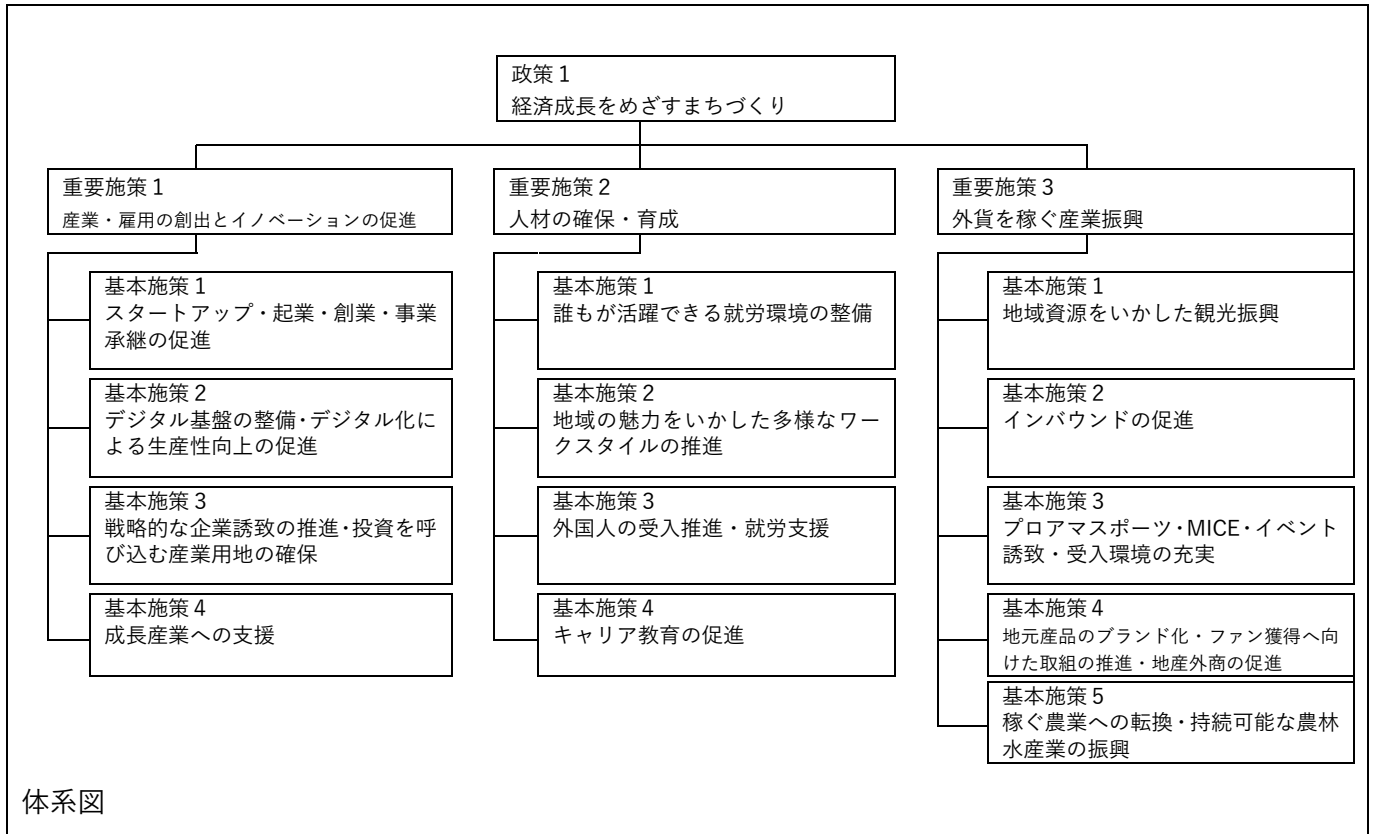 政策１
経済成長をめざすまちづくり
重要施策１
産業・雇用の創出とイノベーションの促進
基本施策１
スタートアップ・起業・創業・事業
承継の促進
基本施策２
デジタル基盤の整備・デジタル化に
よる生産性向上の促進
基本施策３
戦略的な企業誘致の推進・投資を呼
び込む産業用地の確保
基本施策４
成長産業への支援
重要施策２
人材の確保・育成
基本施策１
誰もが活躍できる就労環境の整備
基本施策２
地域の魅力をいかした多様なワー
クスタイルの推進
基本施策３
外国人の受入推進・就労支援
基本施策４
キャリア教育の促進
重要施策３
外貨を稼ぐ産業振興
基本施策１
地域資源をいかした観光振興
基本施策２
インバウンドの促進
基本施策３
プロアマスポーツ・MICE・イベント
誘致・受入環境の充実
基本施策４
地元産品のブランド化・ファン獲得へ向
けた取組の推進・地産外商の促進
基本施策５
稼ぐ農業への転換・持続可能な農林
水産業の振興
体系図